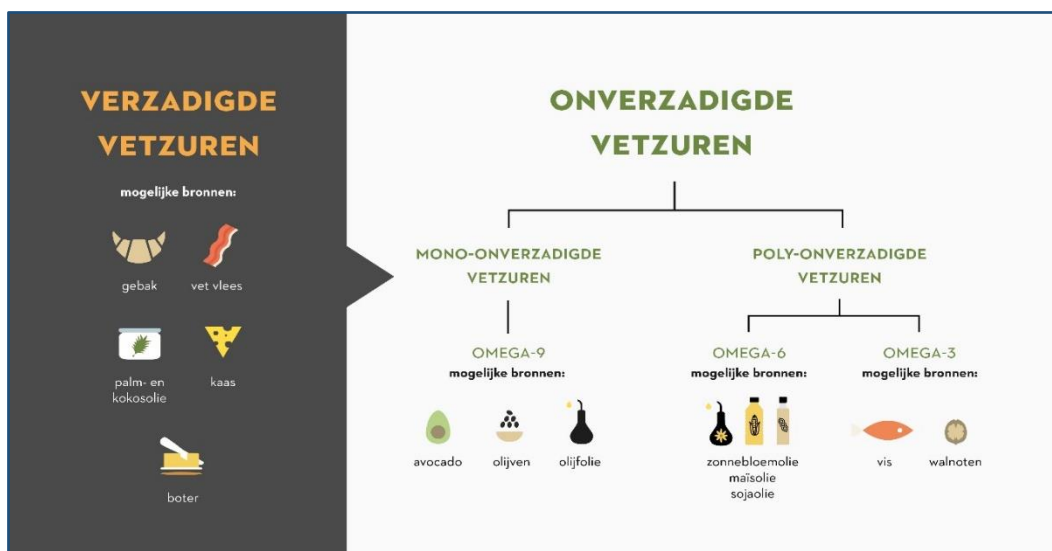 VERZADIGDE
VETZUREN
mogelijke bronnen:
gebak
vet vlees
palm- en
kokosolie
kaas
boter
ONVERZADIGDE
VETZUREN
MONO-ONVERZADIGDE
VETZUREN
OMEGA-9
mogelijke bronnen:
avocado
olijven
olijfolie
POLY-ONVERZADIGDE
VETZUREN
OMEGA-6
mogelijke bronnen:
zonnebloemolie
maïsolie
sojaolie
OMEGA-3
mogelijke bronnen:
vis
walnoten